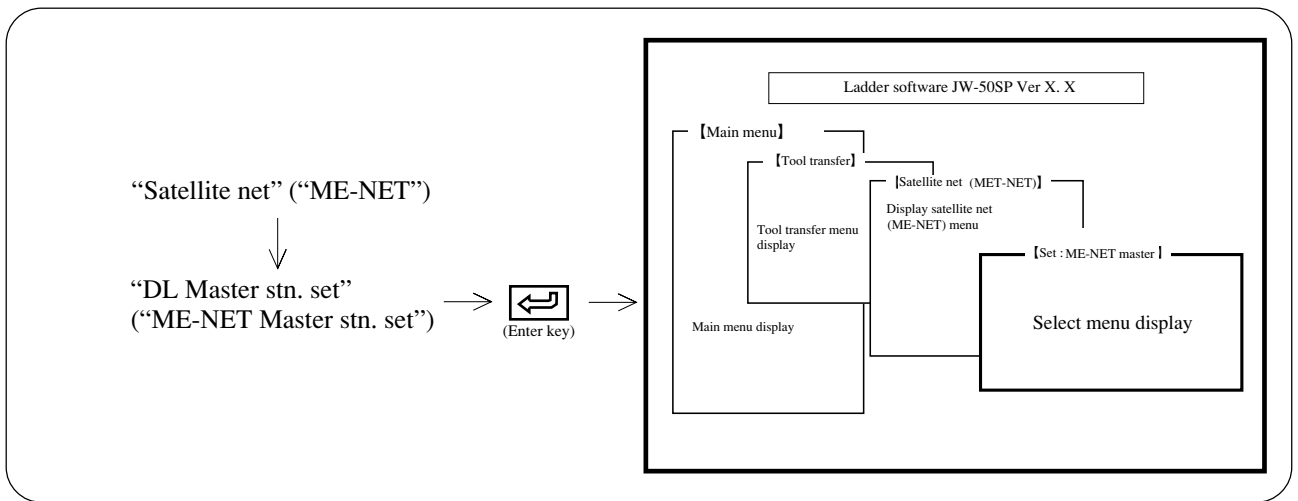 “Satellite net” (“ME-NET”)
“DL Master stn. set”
(“ME-NET Master stn. set”)
(Enter key)
Ladder software JW-50SP Ver X. X
【Main menu】
【Tool transfer】
【Satellite net (MET-NET)】
Display satellite net
(ME-NET) menu
Tool transfer menu
display
【Set : ME-NET master】
Main menu display
Select menu display